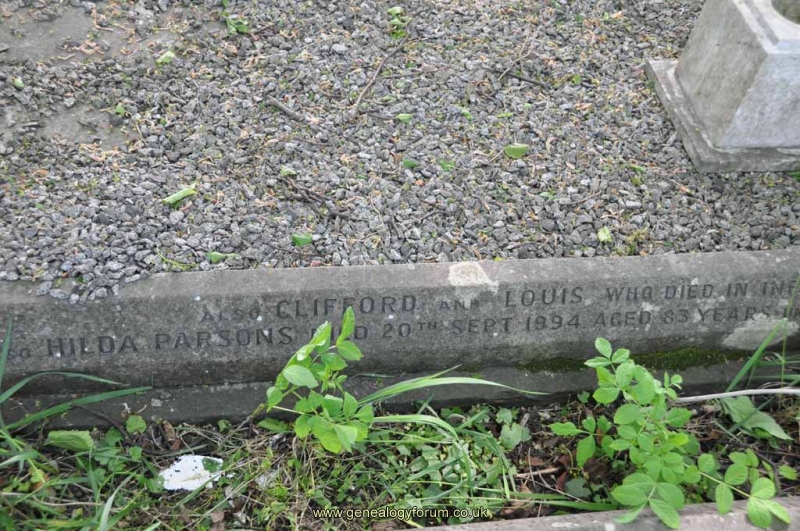 ALSO CLIFFORD AND LOUIS WHO DIED IN INF
O HILDA PARSONS DIED 20TH SEPT 1894 AGED 83 YEARS
www.genealogyforum.co.uk